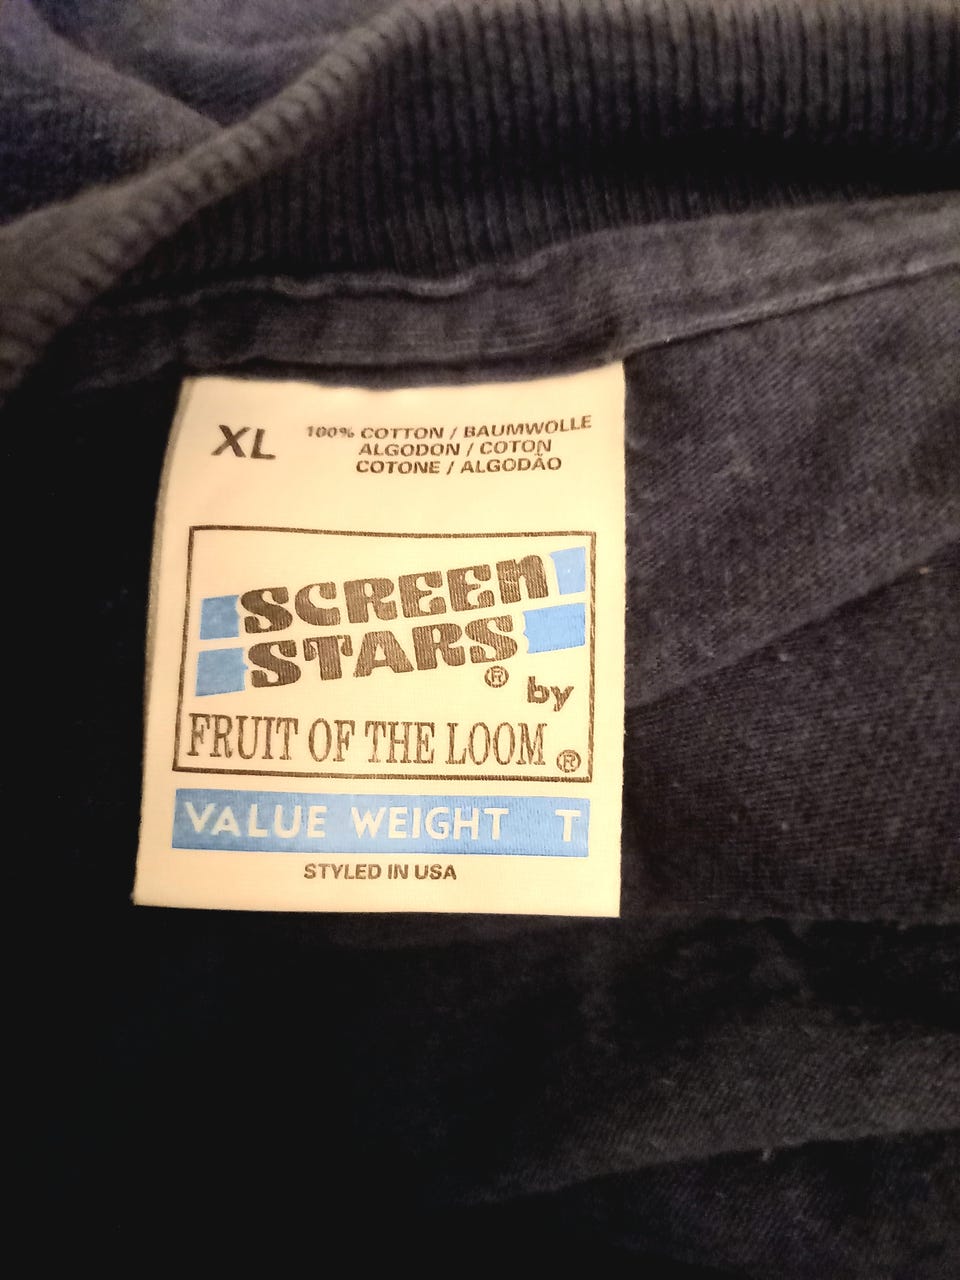 XL
100% COTTON / BAUMWOLLE
ALGODON / COTON
COTONE / ALGODÃO
SCREEN
STARS®
by
FRUIT OF THE LOOM®
VALUE WEIGHT T
STYLED IN USA